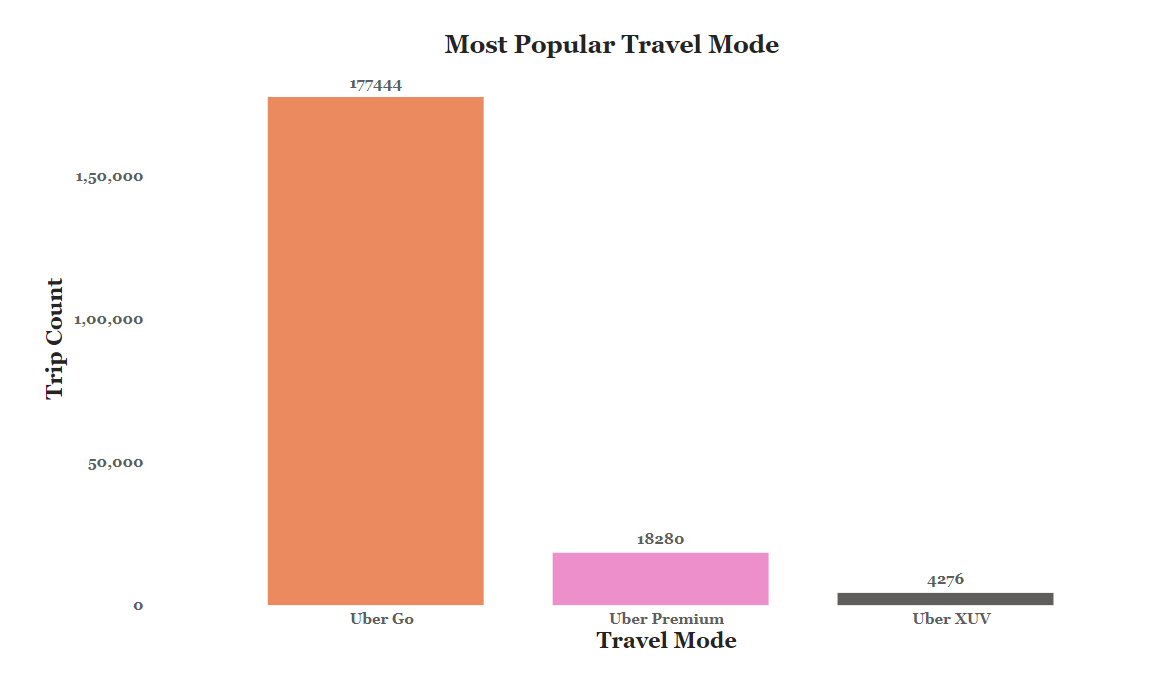 Most Popular Travel Mode
177444
1,50,000
Trip Count
1,00,000
50,000
18280
4276
0
Uber Go
Uber Premium
Uber XUV
Travel Mode